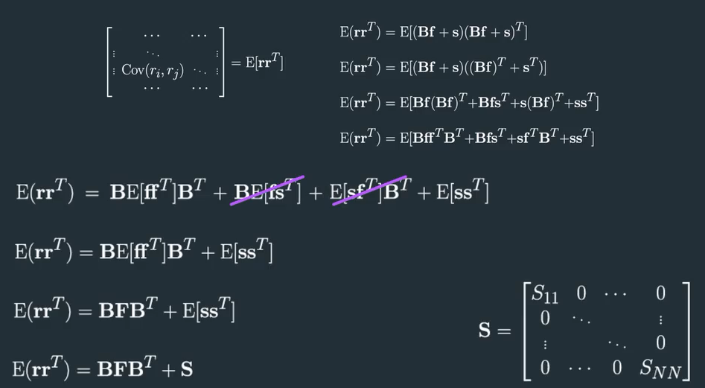 [ ⋯ ⋯
⋮ ⋱ ⋮
⋮ Cov(r_i, r_j) ⋱ ⋮
⋯ ⋯ ] = E[rr^T]
E(rr^T) = E[(Bf + s)(Bf + s)^T]
E(rr^T) = E[(Bf + s)((Bf)^T + s^T)]
E(rr^T) = E[Bf(Bf)^T+Bfs^T+s(Bf)^T+ss^T]
E(rr^T) = E[Bff^TB^T+Bfs^T+sf^TB^T+ss^T]
E(rr^T) = BE[ff^T]B^T + BE[fs^T] + E[sf^T]B^T + E[ss^T]
E(rr^T) = BE[ff^T]B^T + E[ss^T]
E(rr^T) = BFB^T + E[ss^T]
E(rr^T) = BFB^T + S
S = [ S_11 0 ⋯ 0
0 ⋱ ⋮
⋮ ⋱ 0
0 ⋯ 0 S_NN ]